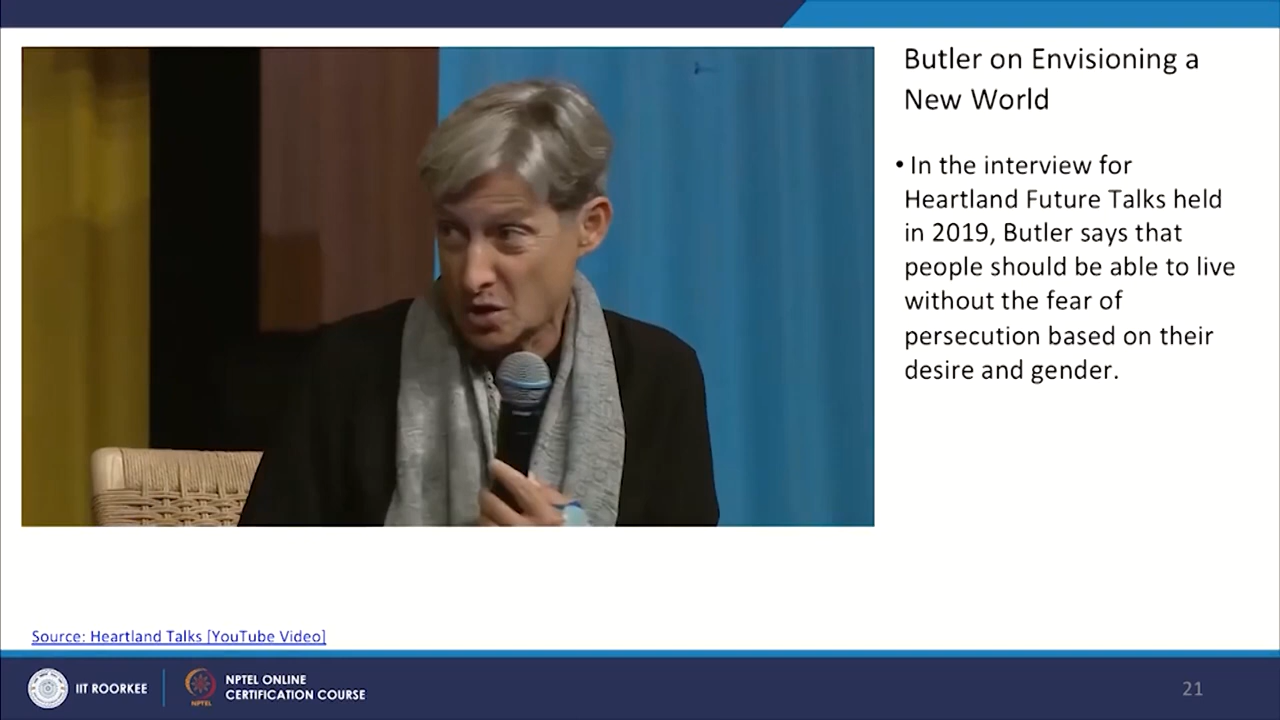 Butler on Envisioning a
New World
• In the interview for
Heartland Future Talks held
in 2019, Butler says that
people should be able to live
without the fear of
persecution based on their
desire and gender.
Source: Heartland Talks [YouTube Video]
IIT ROORKEE
NPTEL
NPTEL ONLINE
CERTIFICATION COURSE
21